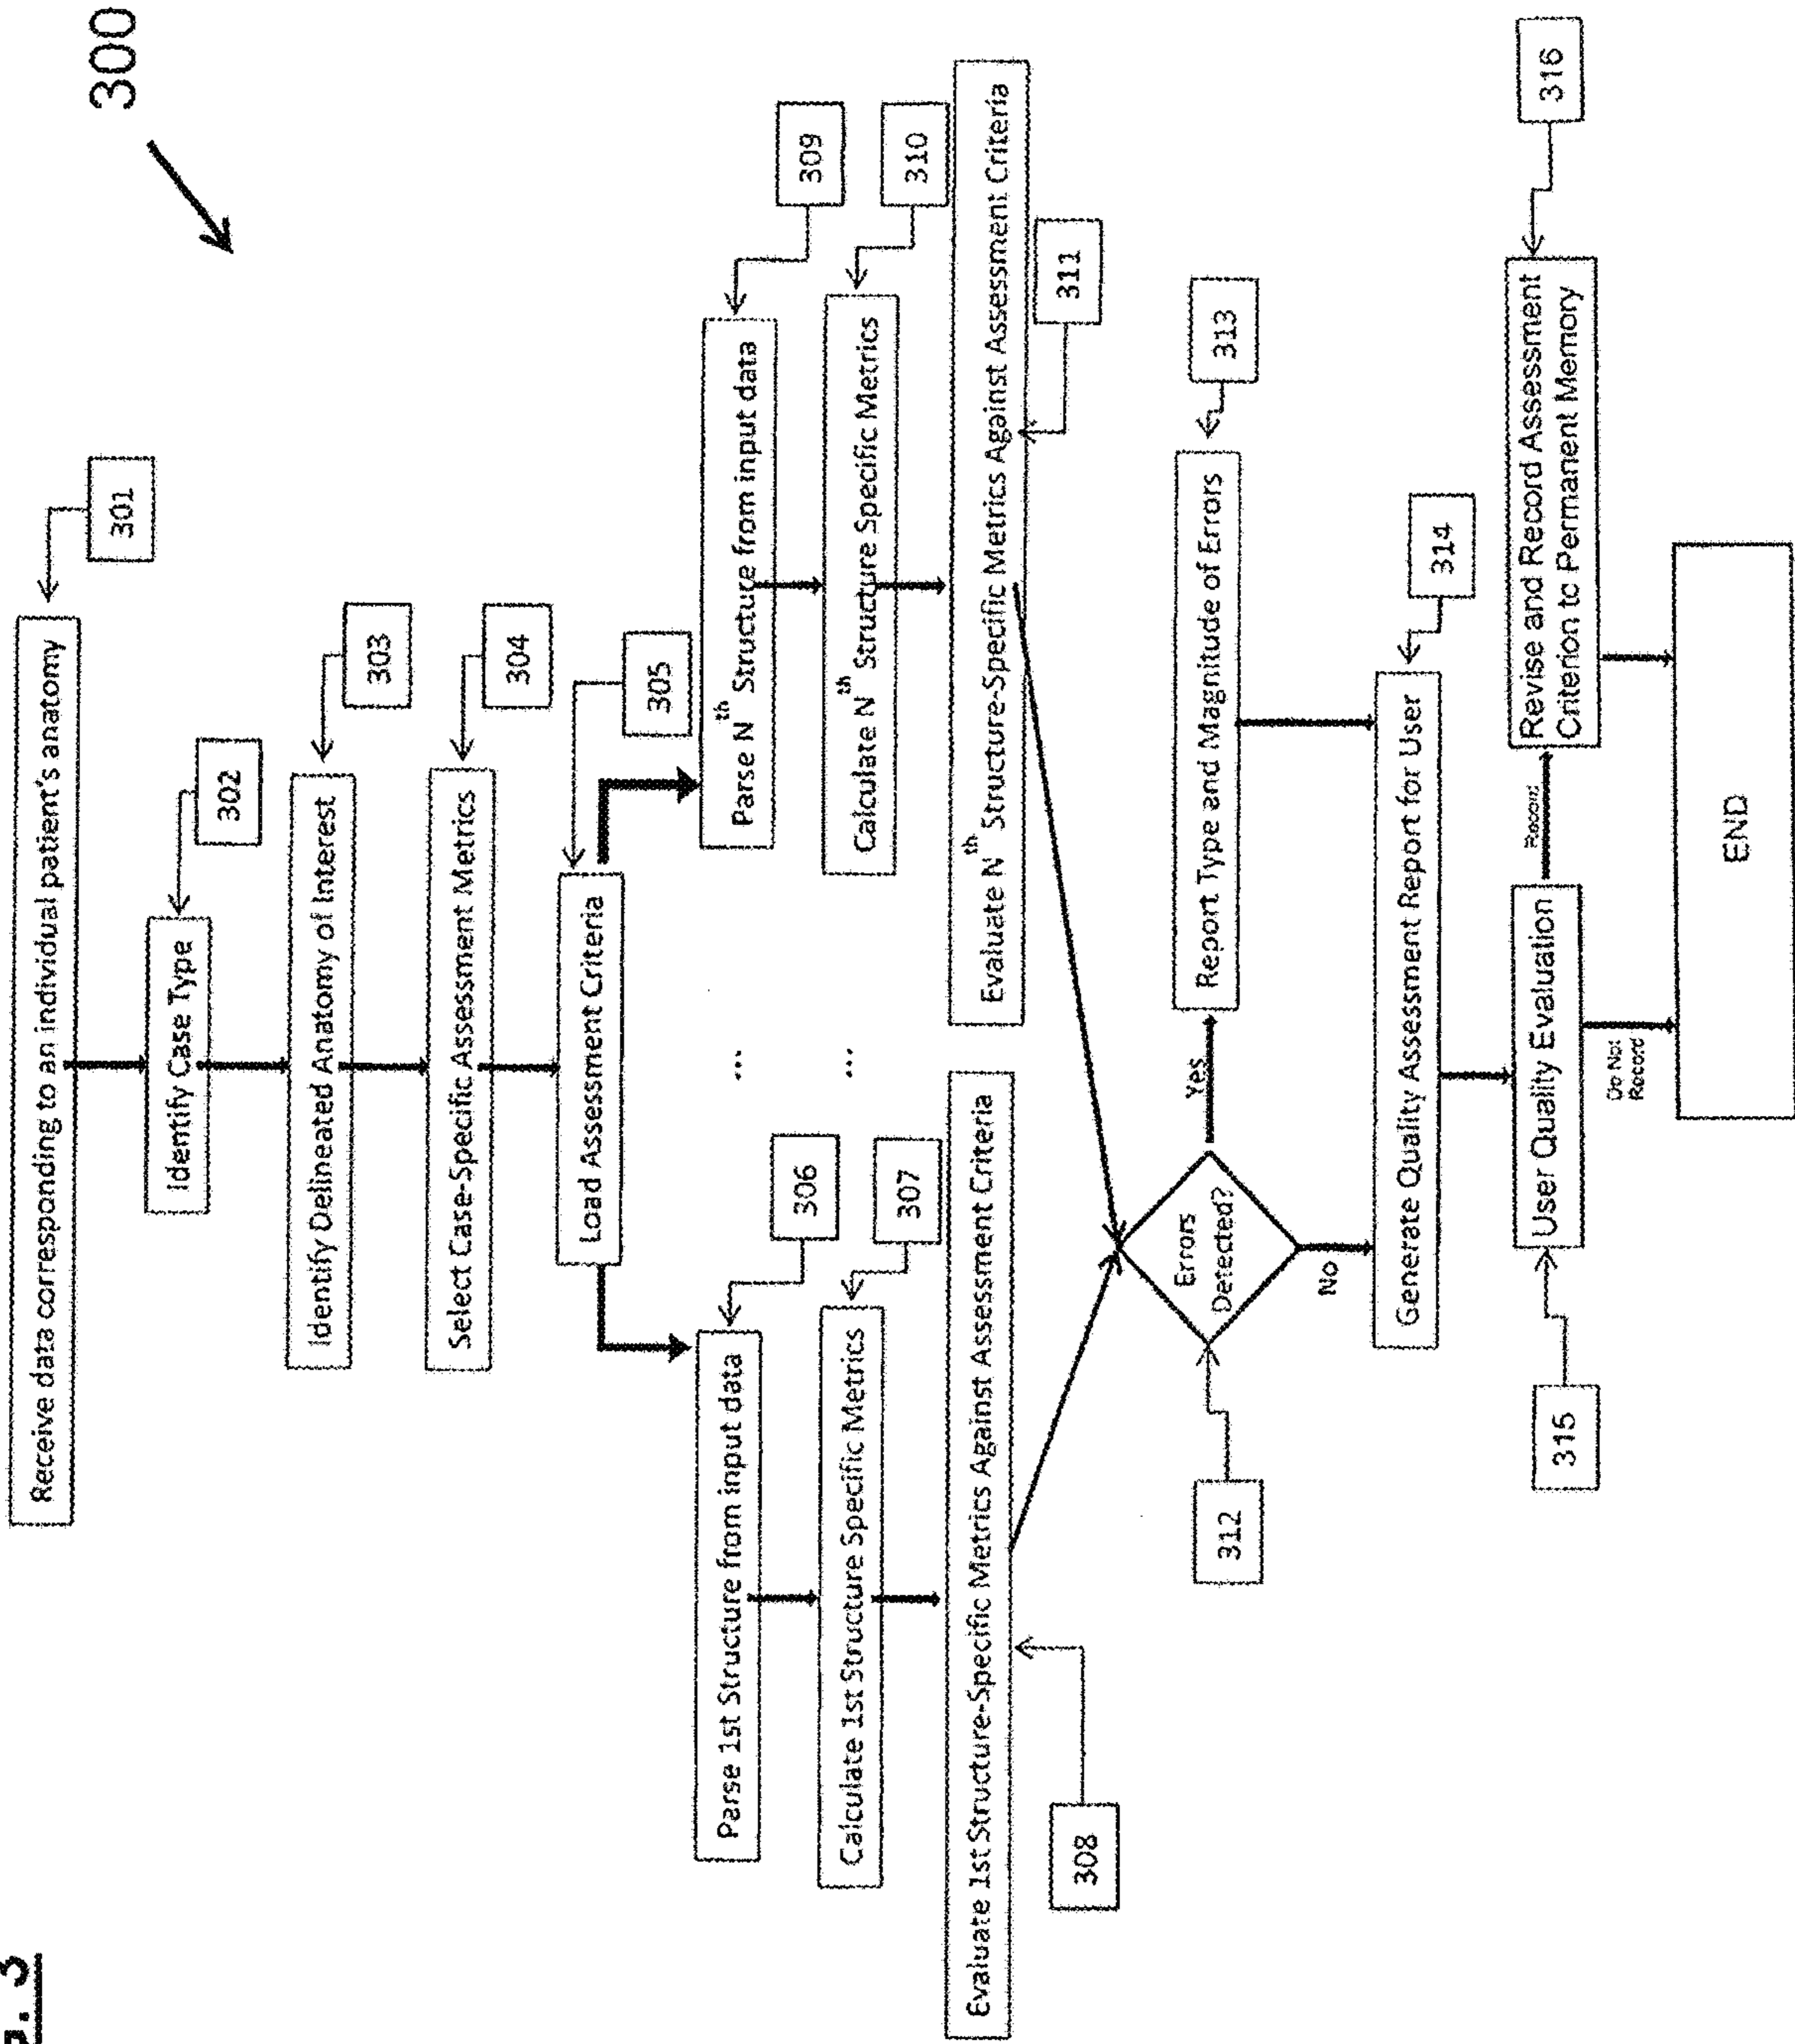 300
Receive data corresponding to an individual patient's anatomy
301
Identify Case Type
302
Identify Delineated Anatomy of Interest
303
Select Case-Specific Assessment Metrics
304
Load Assessment Criteria
305
Parse 1st Structure from input data
306
...
Parse Nth Structure from input data
309
Calculate 1st Structure Specific Metrics
307
...
Calculate Nth Structure Specific Metrics
310
Evaluate 1st Structure-Specific Metrics Against Assessment Criteria
308
Evaluate Nth Structure-Specific Metrics Against Assessment Criteria
311
Errors
Detected?
312
Yes
No
Report Type and Magnitude of Errors
313
Generate Quality Assessment Report for User
314
User Quality Evaluation
315
Record
Do Not
Record
Revise and Record Assessment
Criterion to Permanent Memory
316
END
3